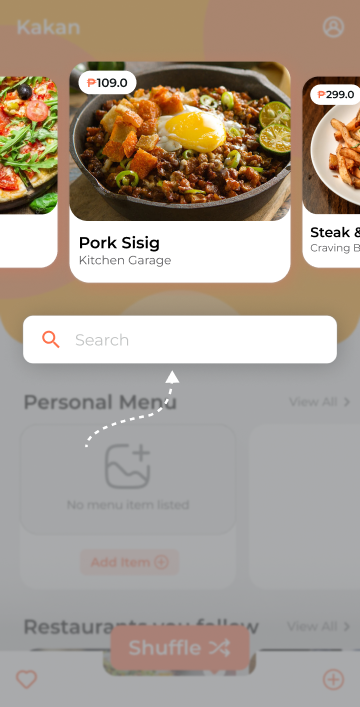 Kakan
₱109.0
₱299.0
Pork Sisig
Kitchen Garage
Steak &
Craving B
Search
Personal Menu
View All
No menu item listed
Add Item
Restaurants you follow
View All
Shuffle